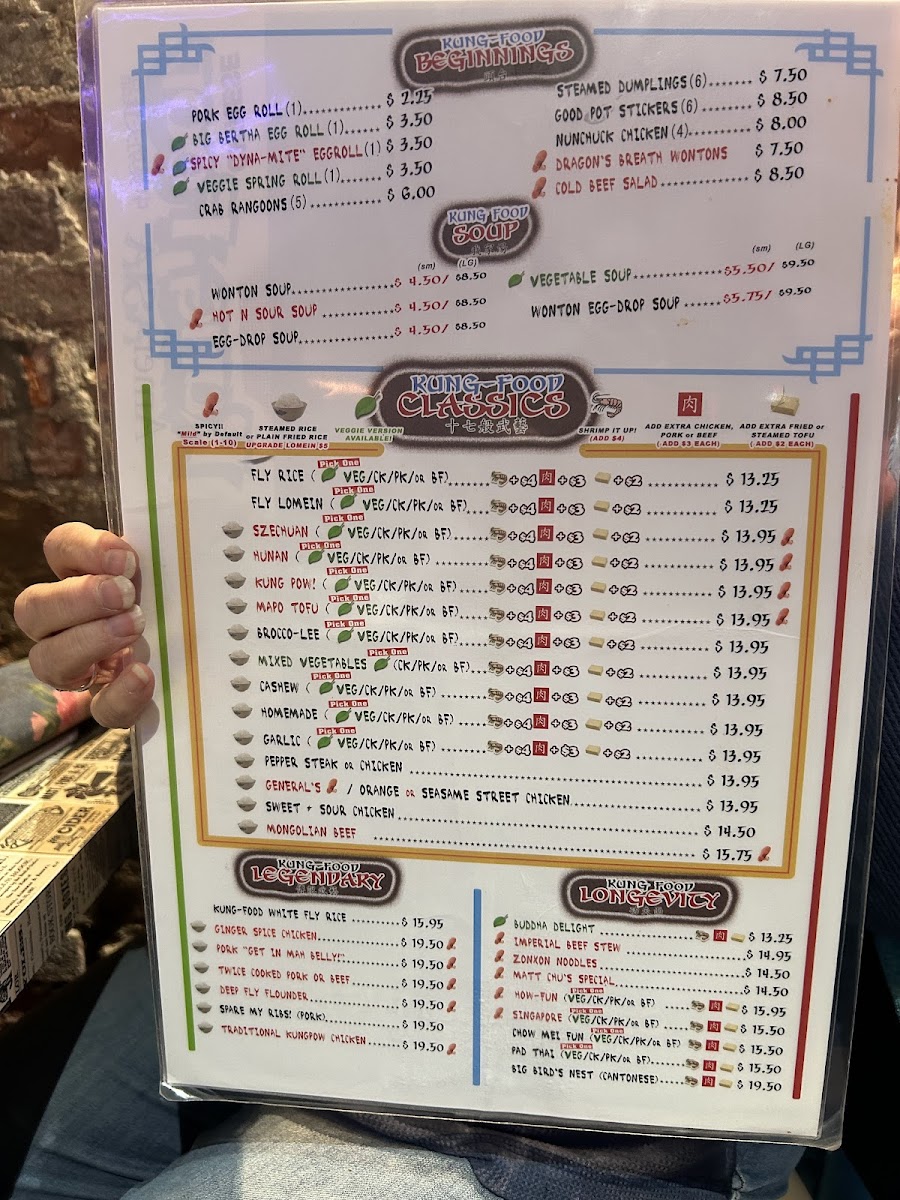 KUNG-FOOD
BEGINNINGS
PORK EGG ROLL (1)............. $ 2.25
BIG BERTHA EGG ROLL (1)...... $ 3.50
SPICY "DYNA-MITE" EGGROLL (1) $ 3.50
VEGGIE SPRING ROLL (1)......... $ 3.50
CRAB RANGOONS (5) ............. $ 6.00
STEAMED DUMPLINGS (6)....... $ 7.50
GOOD POT STICKERS (6) ....... $ 8.50
NUNCHUCK CHICKEN (4)......... $ 8.00
DRAGON'S BREATH WONTONS $ 7.50
COLD BEEF SALAD.............. $ 8.50
KUNG FOOD
SOUP
(sm) (LG)
WONTON SOUP.................... $ 4.50/ $8.50
HOT N SOUR SOUP .............. $ 4.50/ $8.50
EGG-DROP SOUP.................. $ 4.50/ $8.50
(sm) (LG)
VEGETABLE SOUP................. $5.50/ $9.50
WONTON EGG-DROP SOUP .......$5.75/ $9.50
KUNG-FOOD
CLASSICS
十七般武藝
SPICY!!
"Mild" by Default
Scale (1-10)
STEAMED RICE
or PLAIN FRIED RICE
UPGRADE LOMEIN $5
VEGGIE VERSION
AVAILABLE!
SHRIMP IT UP!
(ADD $4)
肉
ADD EXTRA CHICKEN,
PORK or BEEF
( ADD $3 EACH)
ADD EXTRA FRIED or
STEAMED TOFU
( ADD $2 EACH)
Pick One
FLY RICE ( VEG/CK/PK/OR BF)..... +$4 肉 +$3 +$2 ........... $ 13.25
Pick One
FLY LOMEIN ( VEG/CK/PK/OR BF) +$4 肉 +$3 +$2 ........... $ 13.25
Pick One
SZECHUAN ( VEG/CK/PK/OR BF)...... +$4 肉 +$3 +$2 ........... $ 13.95
Pick One
HUNAN ( VEG/CK/PK/OR BF) ......... +$4 肉 +$3 +$2 ........... $ 13.95
Pick One
KUNG POW! ( VEG/CK/PK/OR BF)..... +$4 肉 +$3 +$2 ........... $ 13.95
Pick One
MAPO TOFU ( VEG/CK/PK/OR BF)..... +$4 肉 +$3 +$2 ........... $ 13.95
Pick One
BROCCO-LEE ( VEG/CK/PK/OR BF)..... +$4 肉 +$3 +$2 ........... $ 13.95
Pick One
MIXED VEGETABLES (CK/PK/OR BF)..... +$4 肉 +$3 +$2 ........... $ 13.95
Pick One
CASHEW ( VEG/CK/PK/OR BF) ......... +$4 肉 +$3 +$2 ........... $ 13.95
Pick One
HOMEMADE ( VEG/CK/PK/OR BF)...... +$4 肉 +$3 +$2 ........... $ 13.95
Pick One
GARLIC ( VEG/CK/PK/OR BF) .......... +$4 肉 +$3 +$2 ........... $ 13.95
PEPPER STEAK OR CHICKEN .................... $ 13.95
GENERAL'S / ORANGE OR SEASAME STREET CHICKEN.................... $ 13.95
SWEET + SOUR CHICKEN.................... $ 14.50
MONGOLIAN BEEF .................... $ 15.75
KUNG-FOOD
LEGENDARY
KUNG-FOOD WHITE FLY RICE ............ $ 15.95
GINGER SPICE CHICKEN.................. $ 19.50
PORK "GET IN MAH BELLY!"............. $ 19.50
TWICE COOKED PORK OR BEEF............ $ 19.50
DEEP FLY FLOUNDER..................... $ 19.50
SPARE MY RIBS! (PORK)................. $ 19.50
TRADITIONAL KUNGPOW CHICKEN....... $ 19.50
KUNG FOOD
LONGEVITY
BUDDHA DELIGHT .................... 肉 $ 13.25
IMPERIAL BEEF STEW .................... $ 14.95
ZONXON NOODLES.................... $ 14.50
MATT CHU'S SPECIAL.................... $ 14.50
Pick One
HOW-FUN (VEG/CK/PK/OR BF) 肉 $ 15.95
Pick One
SINGAPORE (VEG/CK/PK/OR BF) 肉 $ 15.50
Pick One
CHOW MEI FUN (VEG/CK/PK/OR BF) 肉 $ 15.50
Pick One
PAD THAI (VEG/CK/PK/OR BF)........ 肉 $ 15.50
BIG BIRD'S NEST (CANTONESE)...... 肉 $ 19.50
CIDER